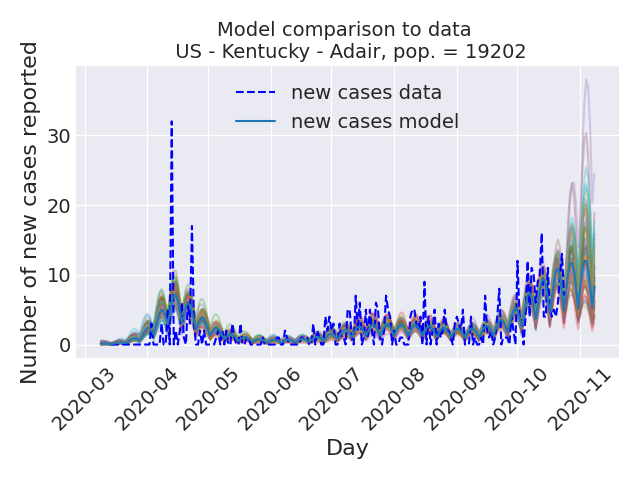 Model comparison to data
US - Kentucky - Adair, pop. = 19202
new cases data
new cases model
Number of new cases reported
30
20
10
0
2020-03
2020-04
2020-05
2020-06
2020-07
2020-08
2020-09
2020-10
2020-11
Day